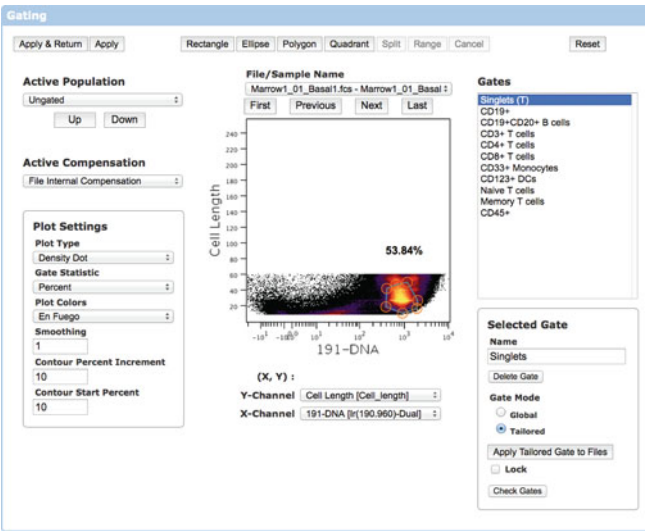 Gating
Apply & Return Apply Rectangle Ellipse Polygon Quadrant Split Range Cancel Reset
Active Population
Ungated
Up Down
Active Compensation
File Internal Compensation
Plot Settings
Plot Type
Density Dot
Gate Statistic
Percent
Plot Colors
En Fuego
Smoothing
1
Contour Percent Increment
10
Contour Start Percent
10
File/Sample Name
Marrow1_01_Basal1.fcs - Marrow1_01_Basal
First Previous Next Last
240
220
200
180
160
140
120
100
80
60
40
20
Cell Length
53.84%
-10¹ 10¹ 10² 10³ 10⁴
191-DNA
(X, Y) :
Y-Channel Cell Length [Cell_length]
X-Channel 191-DNA [Ir(190.960)-Dual]
Gates
Singlets (T)
CD19+
CD19+CD20+ B cells
CD3+ T cells
CD4+ T cells
CD8+ T cells
CD33+ Monocytes
CD123+ DCs
Naive T cells
Memory T cells
CD45+
Selected Gate
Name
Singlets
Delete Gate
Gate Mode
Global
Tailored
Apply Tailored Gate to Files
Lock
Check Gates